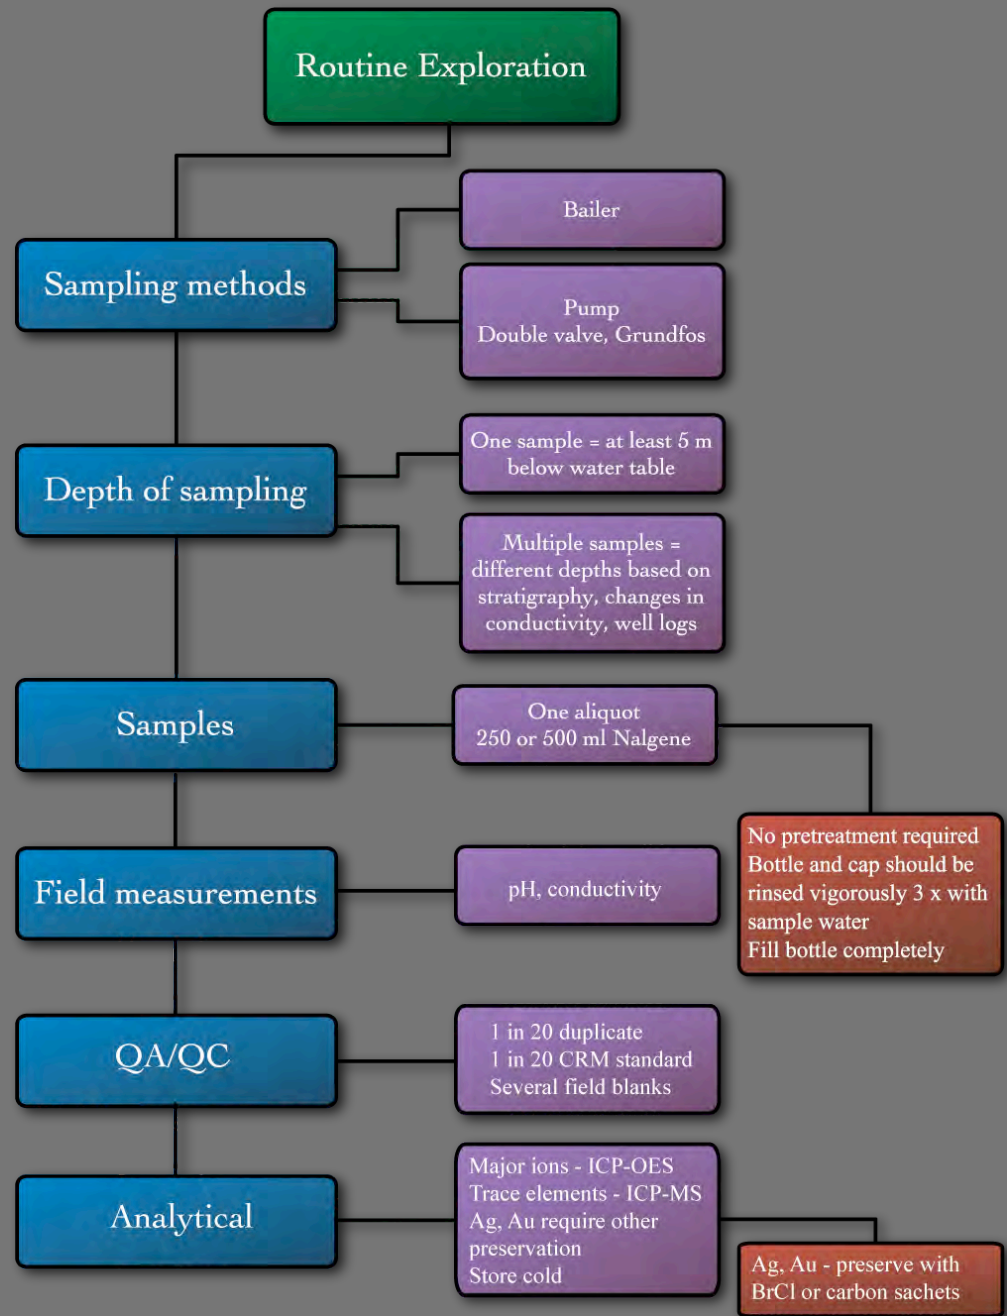 Routine Exploration
Sampling methods
Bailer
Pump
Double valve, Grundfos
Depth of sampling
One sample = at least 5 m
below water table
Multiple samples =
different depths based on
stratigraphy, changes in
conductivity, well logs
Samples
One aliquot
250 or 500 ml Nalgene
No pretreatment required
Bottle and cap should be
rinsed vigorously 3 x with
sample water
Fill bottle completely
Field measurements
pH, conductivity
QA/QC
1 in 20 duplicate
1 in 20 CRM standard
Several field blanks
Analytical
Major ions - ICP-OES
Trace elements - ICP-MS
Ag, Au require other
preservation
Store cold
Ag, Au - preserve with
BrCl or carbon sachets